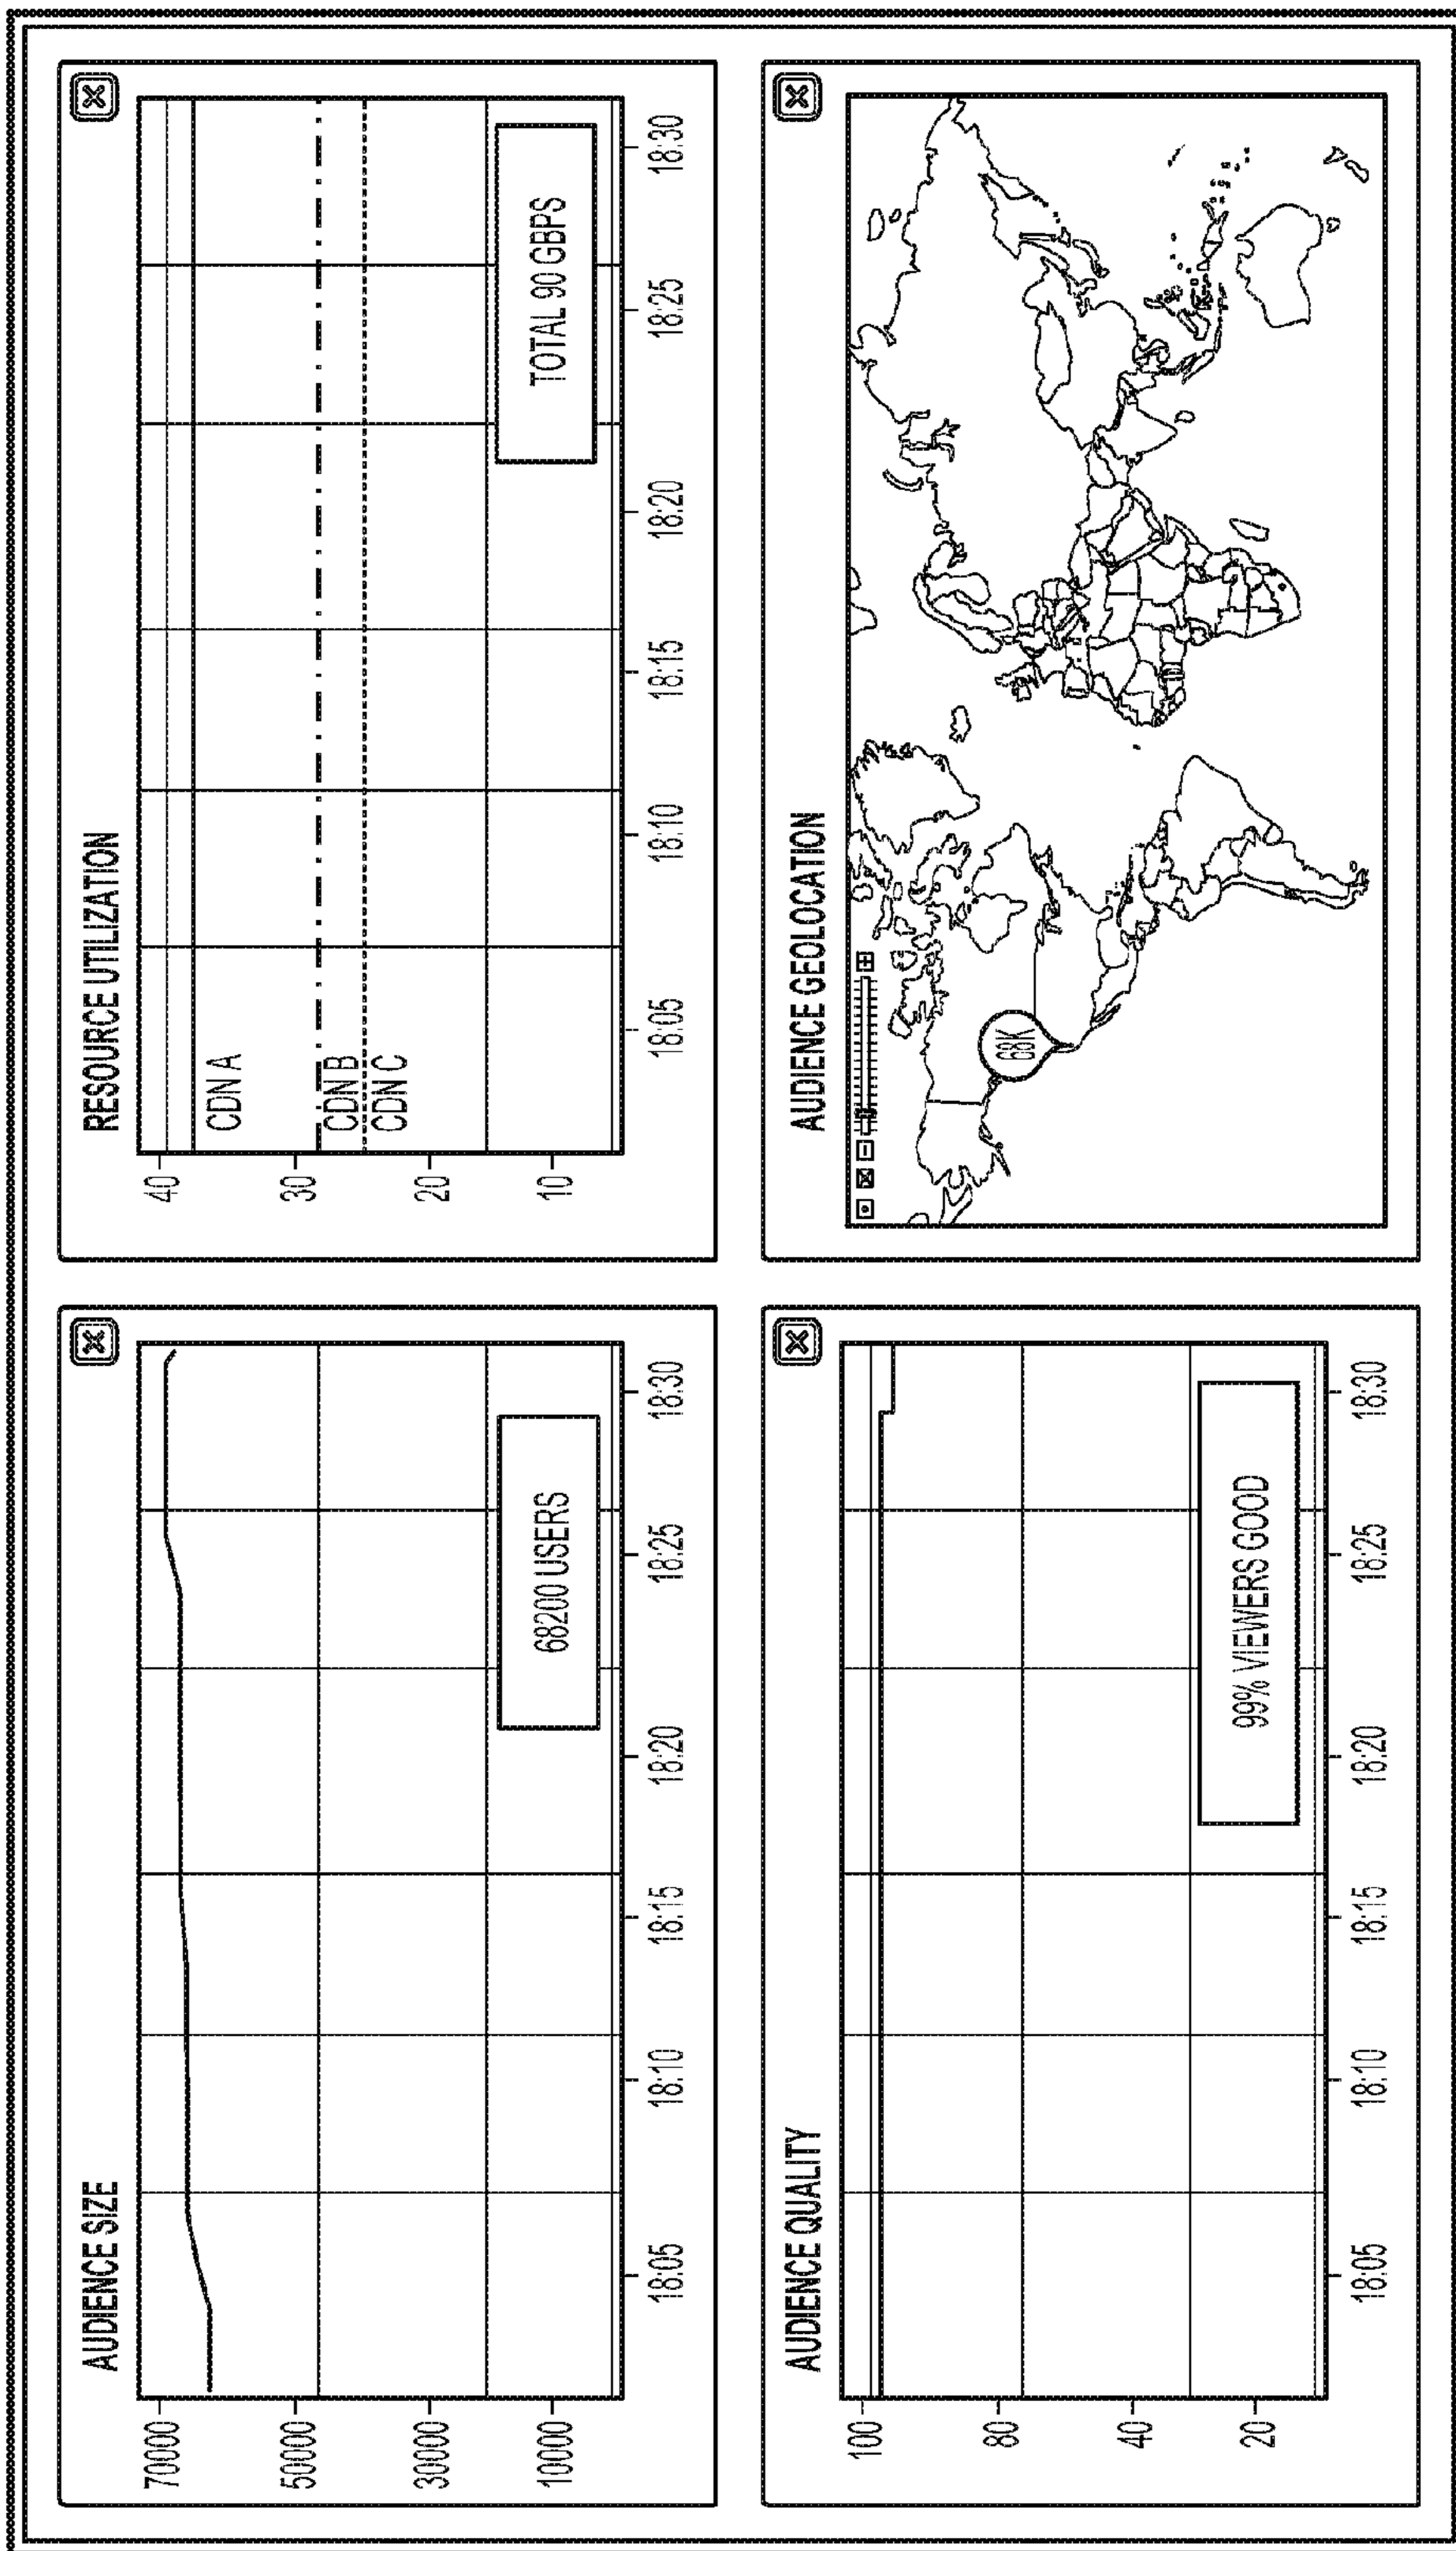 AUDIENCE SIZE
70000
50000
30000
10000
68200 USERS
18:05
18:10
18:15
18:20
18:25
18:30
RESOURCE UTILIZATION
40
30
20
10
CDN A
CDN B
CDN C
TOTAL 90 GBPS
18:05
18:10
18:15
18:20
18:25
18:30
AUDIENCE QUALITY
100
80
40
20
99% VIEWERS GOOD
18:05
18:10
18:15
18:20
18:25
18:30
AUDIENCE GEOLOCATION
68K